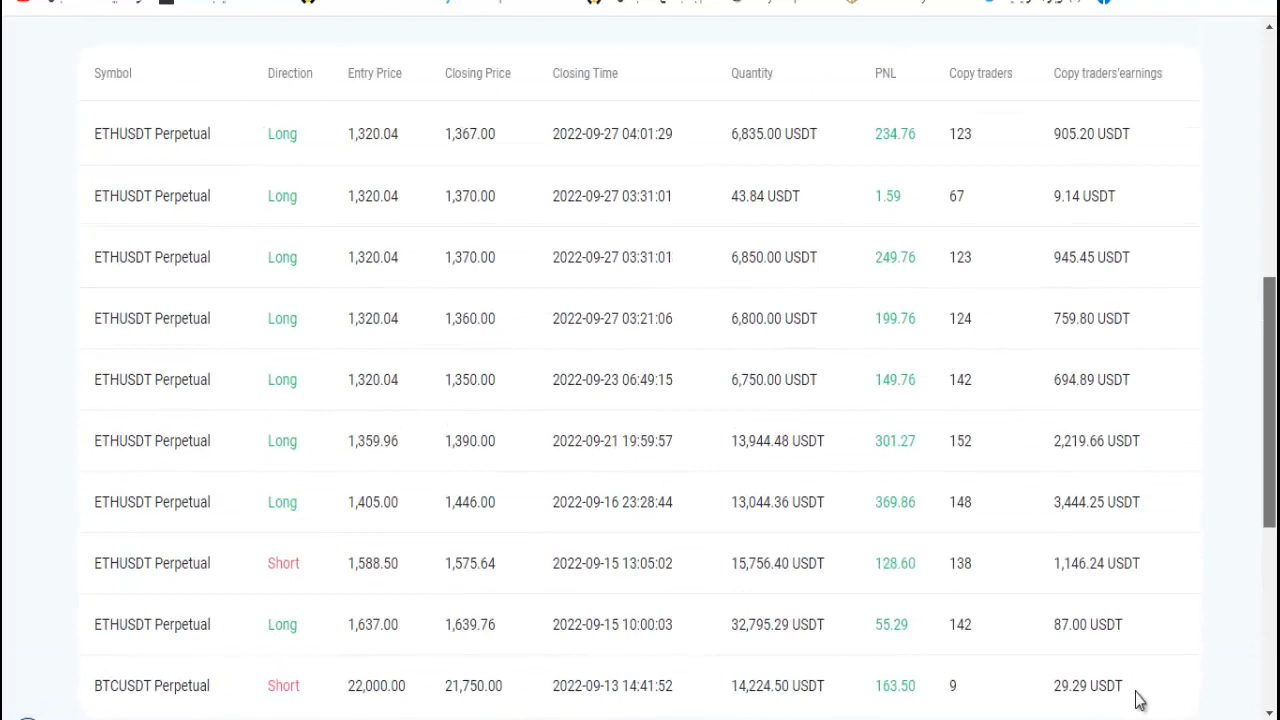 Symbol Direction Entry Price Closing Price Closing Time Quantity PNL Copy traders Copy traders'earnings
ETHUSDT Perpetual Long 1,320.04 1,367.00 2022-09-27 04:01:29 6,835.00 USDT 234.76 123 905.20 USDT
ETHUSDT Perpetual Long 1,320.04 1,370.00 2022-09-27 03:31:01 43.84 USDT 1.59 67 9.14 USDT
ETHUSDT Perpetual Long 1,320.04 1,370.00 2022-09-27 03:31:01 6,850.00 USDT 249.76 123 945.45 USDT
ETHUSDT Perpetual Long 1,320.04 1,360.00 2022-09-27 03:21:06 6,800.00 USDT 199.76 124 759.80 USDT
ETHUSDT Perpetual Long 1,320.04 1,350.00 2022-09-23 06:49:15 6,750.00 USDT 149.76 142 694.89 USDT
ETHUSDT Perpetual Long 1,359.96 1,390.00 2022-09-21 19:59:57 13,944.48 USDT 301.27 152 2,219.66 USDT
ETHUSDT Perpetual Long 1,405.00 1,446.00 2022-09-16 23:28:44 13,044.36 USDT 369.86 148 3,444.25 USDT
ETHUSDT Perpetual Short 1,588.50 1,575.64 2022-09-15 13:05:02 15,756.40 USDT 128.60 138 1,146.24 USDT
ETHUSDT Perpetual Long 1,637.00 1,639.76 2022-09-15 10:00:03 32,795.29 USDT 55.29 142 87.00 USDT
BTCUSDT Perpetual Short 22,000.00 21,750.00 2022-09-13 14:41:52 14,224.50 USDT 163.50 9 29.29 USDT